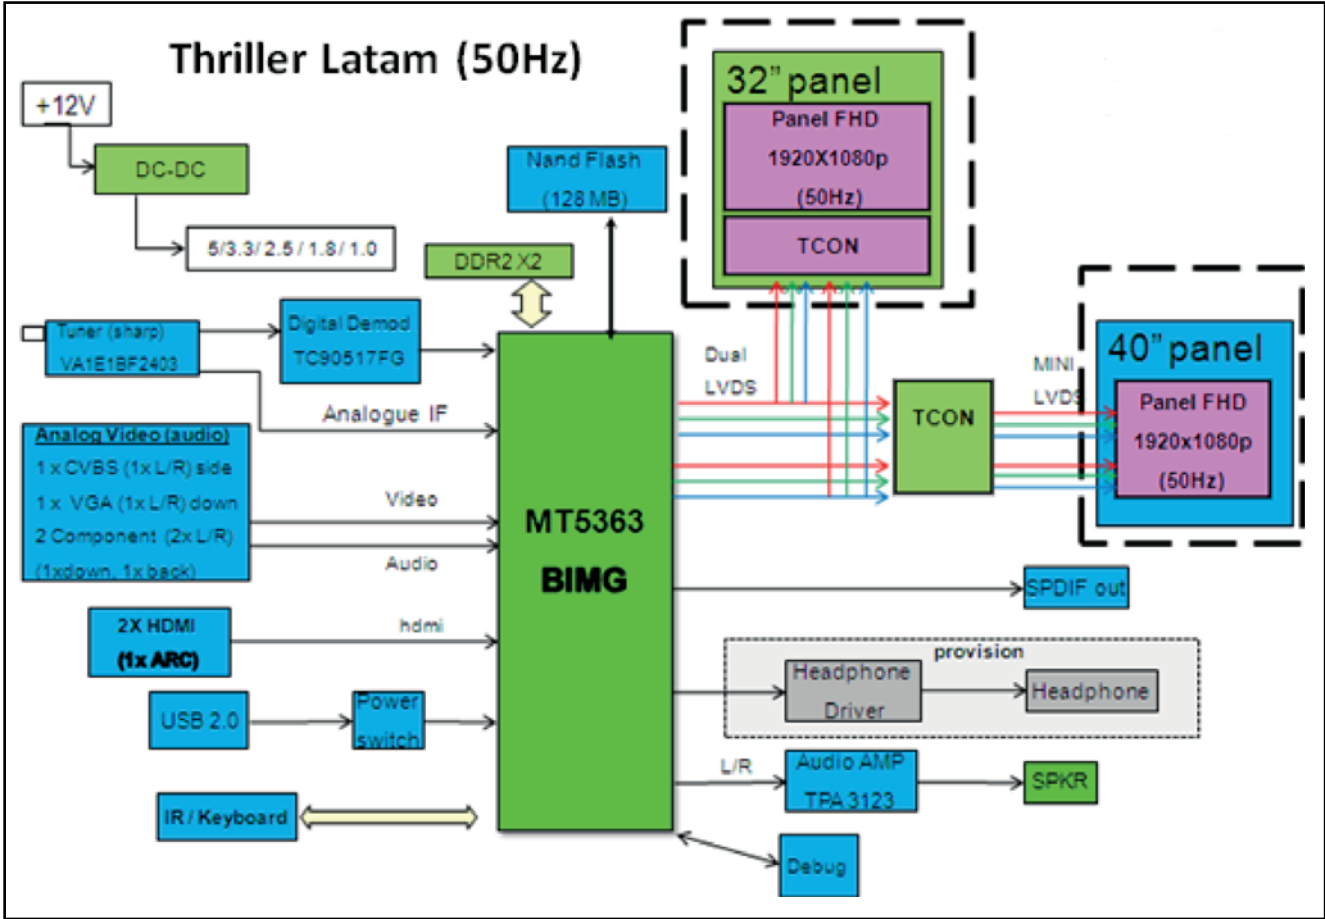 Thriller Latam (50Hz)
+12V
DC-DC
5/3.3/2.5/1.8/1.0
Nand Flash
(128 MB)
DDR2 X2
32” panel
Panel FHD
1920X1080p
(50Hz)
TCON
Tuner (sharp)
VA1E1BF2403
Digital Demod
TC90517FG
Analogue IF
Analog Video (audio)
1 x CVBS (1x L/R) side
1 x VGA (1x L/R) down
2 Component (2x L/R)
(1xdown, 1x back)
Video
Audio
2X HDMI
(1x ARC)
hdmi
USB 2.0
Power
switch
IR / Keyboard
MT5363
BIMG
Dual
LVDS
TCON
MINI
LVDS
40” panel
Panel FHD
1920x1080p
(50Hz)
SPDIF out
provision
Headphone
Driver
Headphone
L/R
Audio AMP
TPA 3123
SPKR
Debug